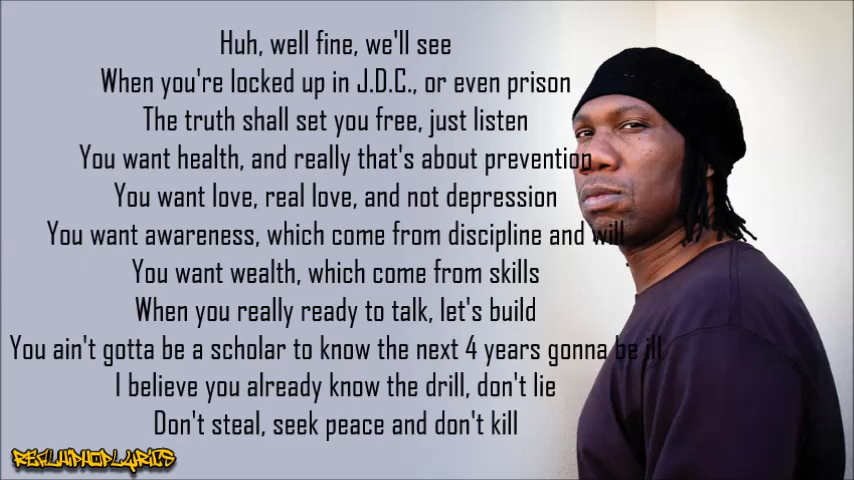 Huh, well fine, we'll see
When you're locked up in J.D.C., or even prison
The truth shall set you free, just listen
You want health, and really that's about prevention
You want love, real love, and not depression
You want awareness, which come from discipline and will
You want wealth, which come from skills
When you really ready to talk, let's build
You ain't gotta be a scholar to know the next 4 years gonna be ill
I believe you already know the drill, don't lie
Don't steal, seek peace and don't kill
REALHIPHOPLYRICS